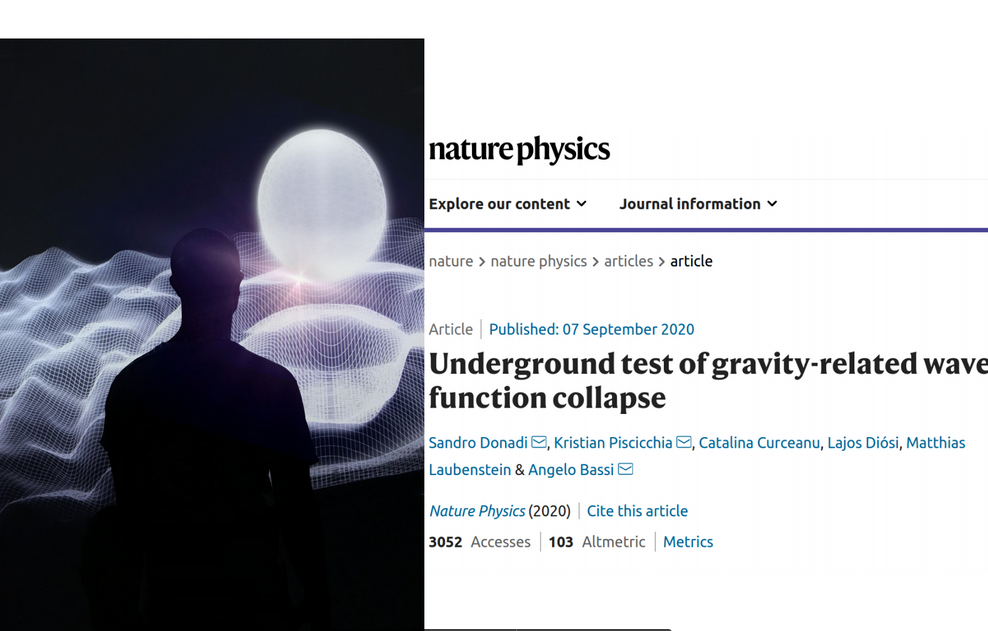 nature physics
Explore our content Journal information
nature > nature physics > articles > article
Article | Published: 07 September 2020
Underground test of gravity-related wave
function collapse
Sandro Donadi, Kristian Piscicchia, Catalina Curceanu, Lajos Diósi, Matthias
Laubenstein & Angelo Bassi
Nature Physics (2020) | Cite this article
3052 Accesses | 103 Altmetric | Metrics